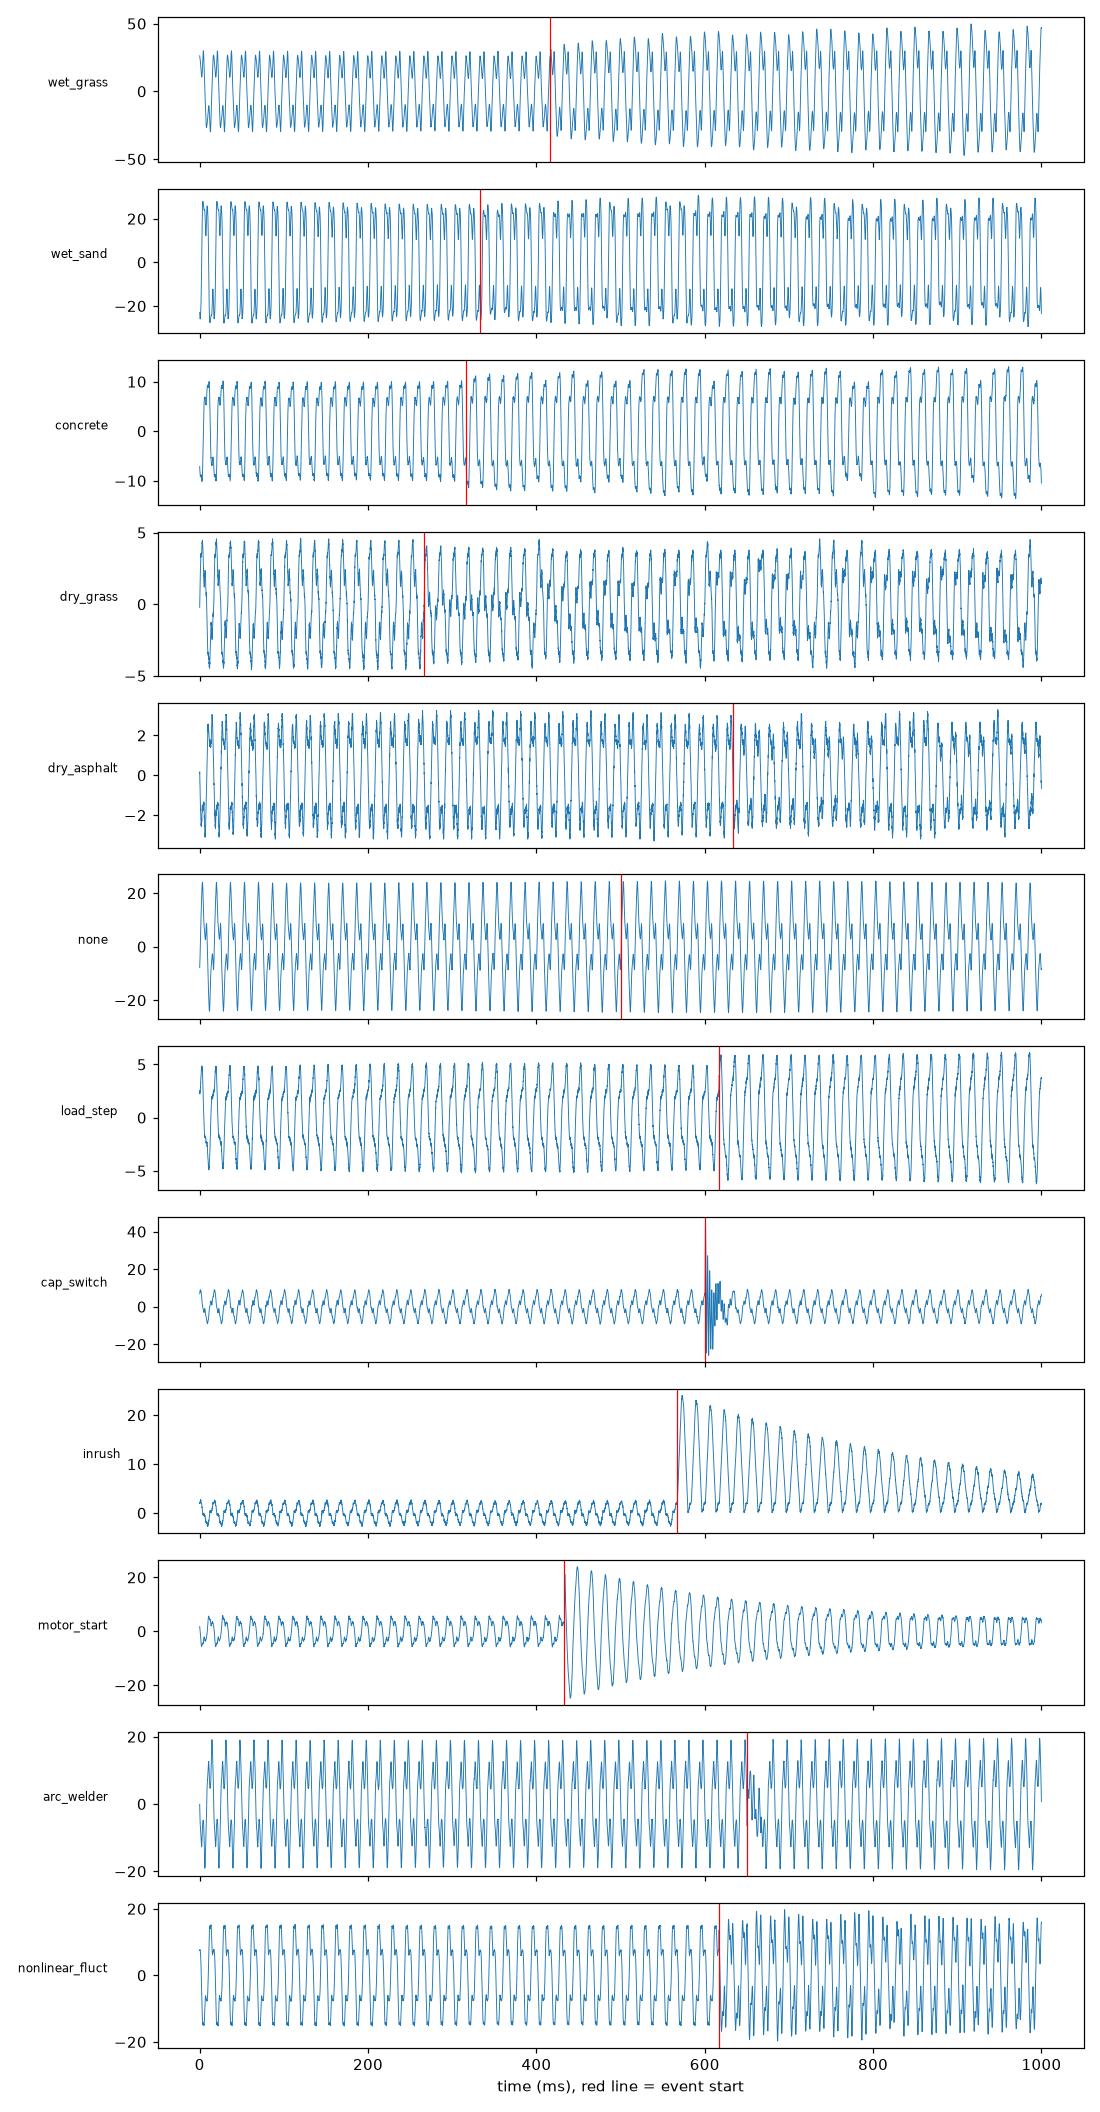 50
wet_grass
0
−50
20
wet_sand
0
−20
10
concrete
0
−10
5
dry_grass
0
−5
2
dry_asphalt
0
−2
20
none
0
−20
5
load_step
0
−5
40
20
cap_switch
0
−20
20
inrush
10
0
20
motor_start
0
−20
20
arc_welder
0
−20
20
nonlinear_fluct
0
−20
0 200 400 600 800 1000
time (ms), red line = event start